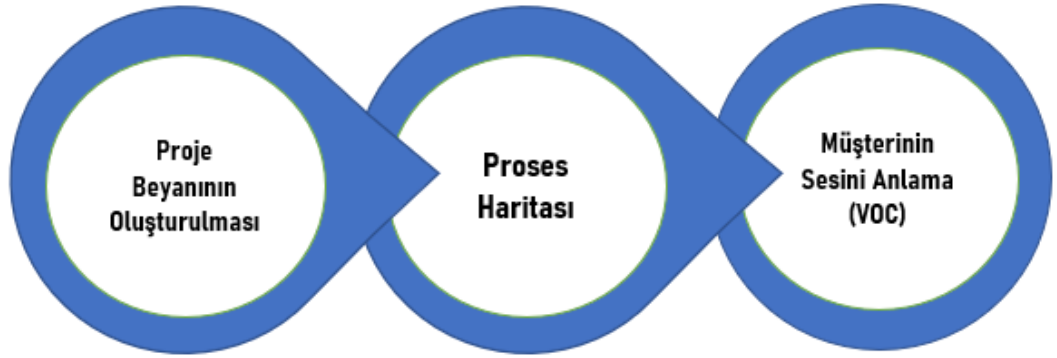 Proje
Beyanının
Oluşturulması
Proses
Haritası
Müşterinin
Sesini Anlama
(VOC)